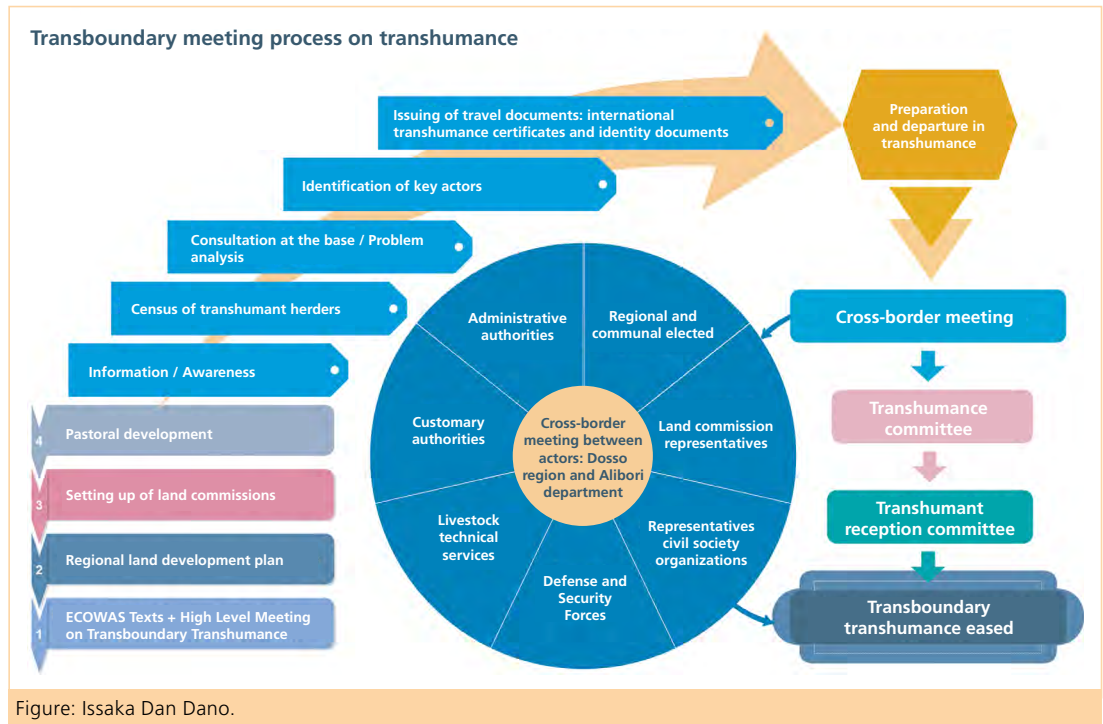 Transboundary meeting process on transhumance
Issuing of travel documents: international
transhumance certificates and identity documents
Identification of key actors
Consultation at the base / Problem
analysis
Census of transhumant herders
Information / Awareness
4
Pastoral development
3
Setting up of land commissions
2
Regional land development plan
1
ECOWAS Texts + High Level Meeting
on Transboundary Transhumance
Administrative
authorities
Regional and
communal elected
Customary
authorities
Land commission
representatives
Cross-border
meeting between
actors: Dosso
region and Alibori
department
Livestock
technical
services
Representatives
civil society
organizations
Defense and
Security
Forces
Preparation
and departure in
transhumance
Cross-border meeting
Transhumance
committee
Transhumant
reception committee
Transboundary
transhumance eased
Figure: Issaka Dan Dano.